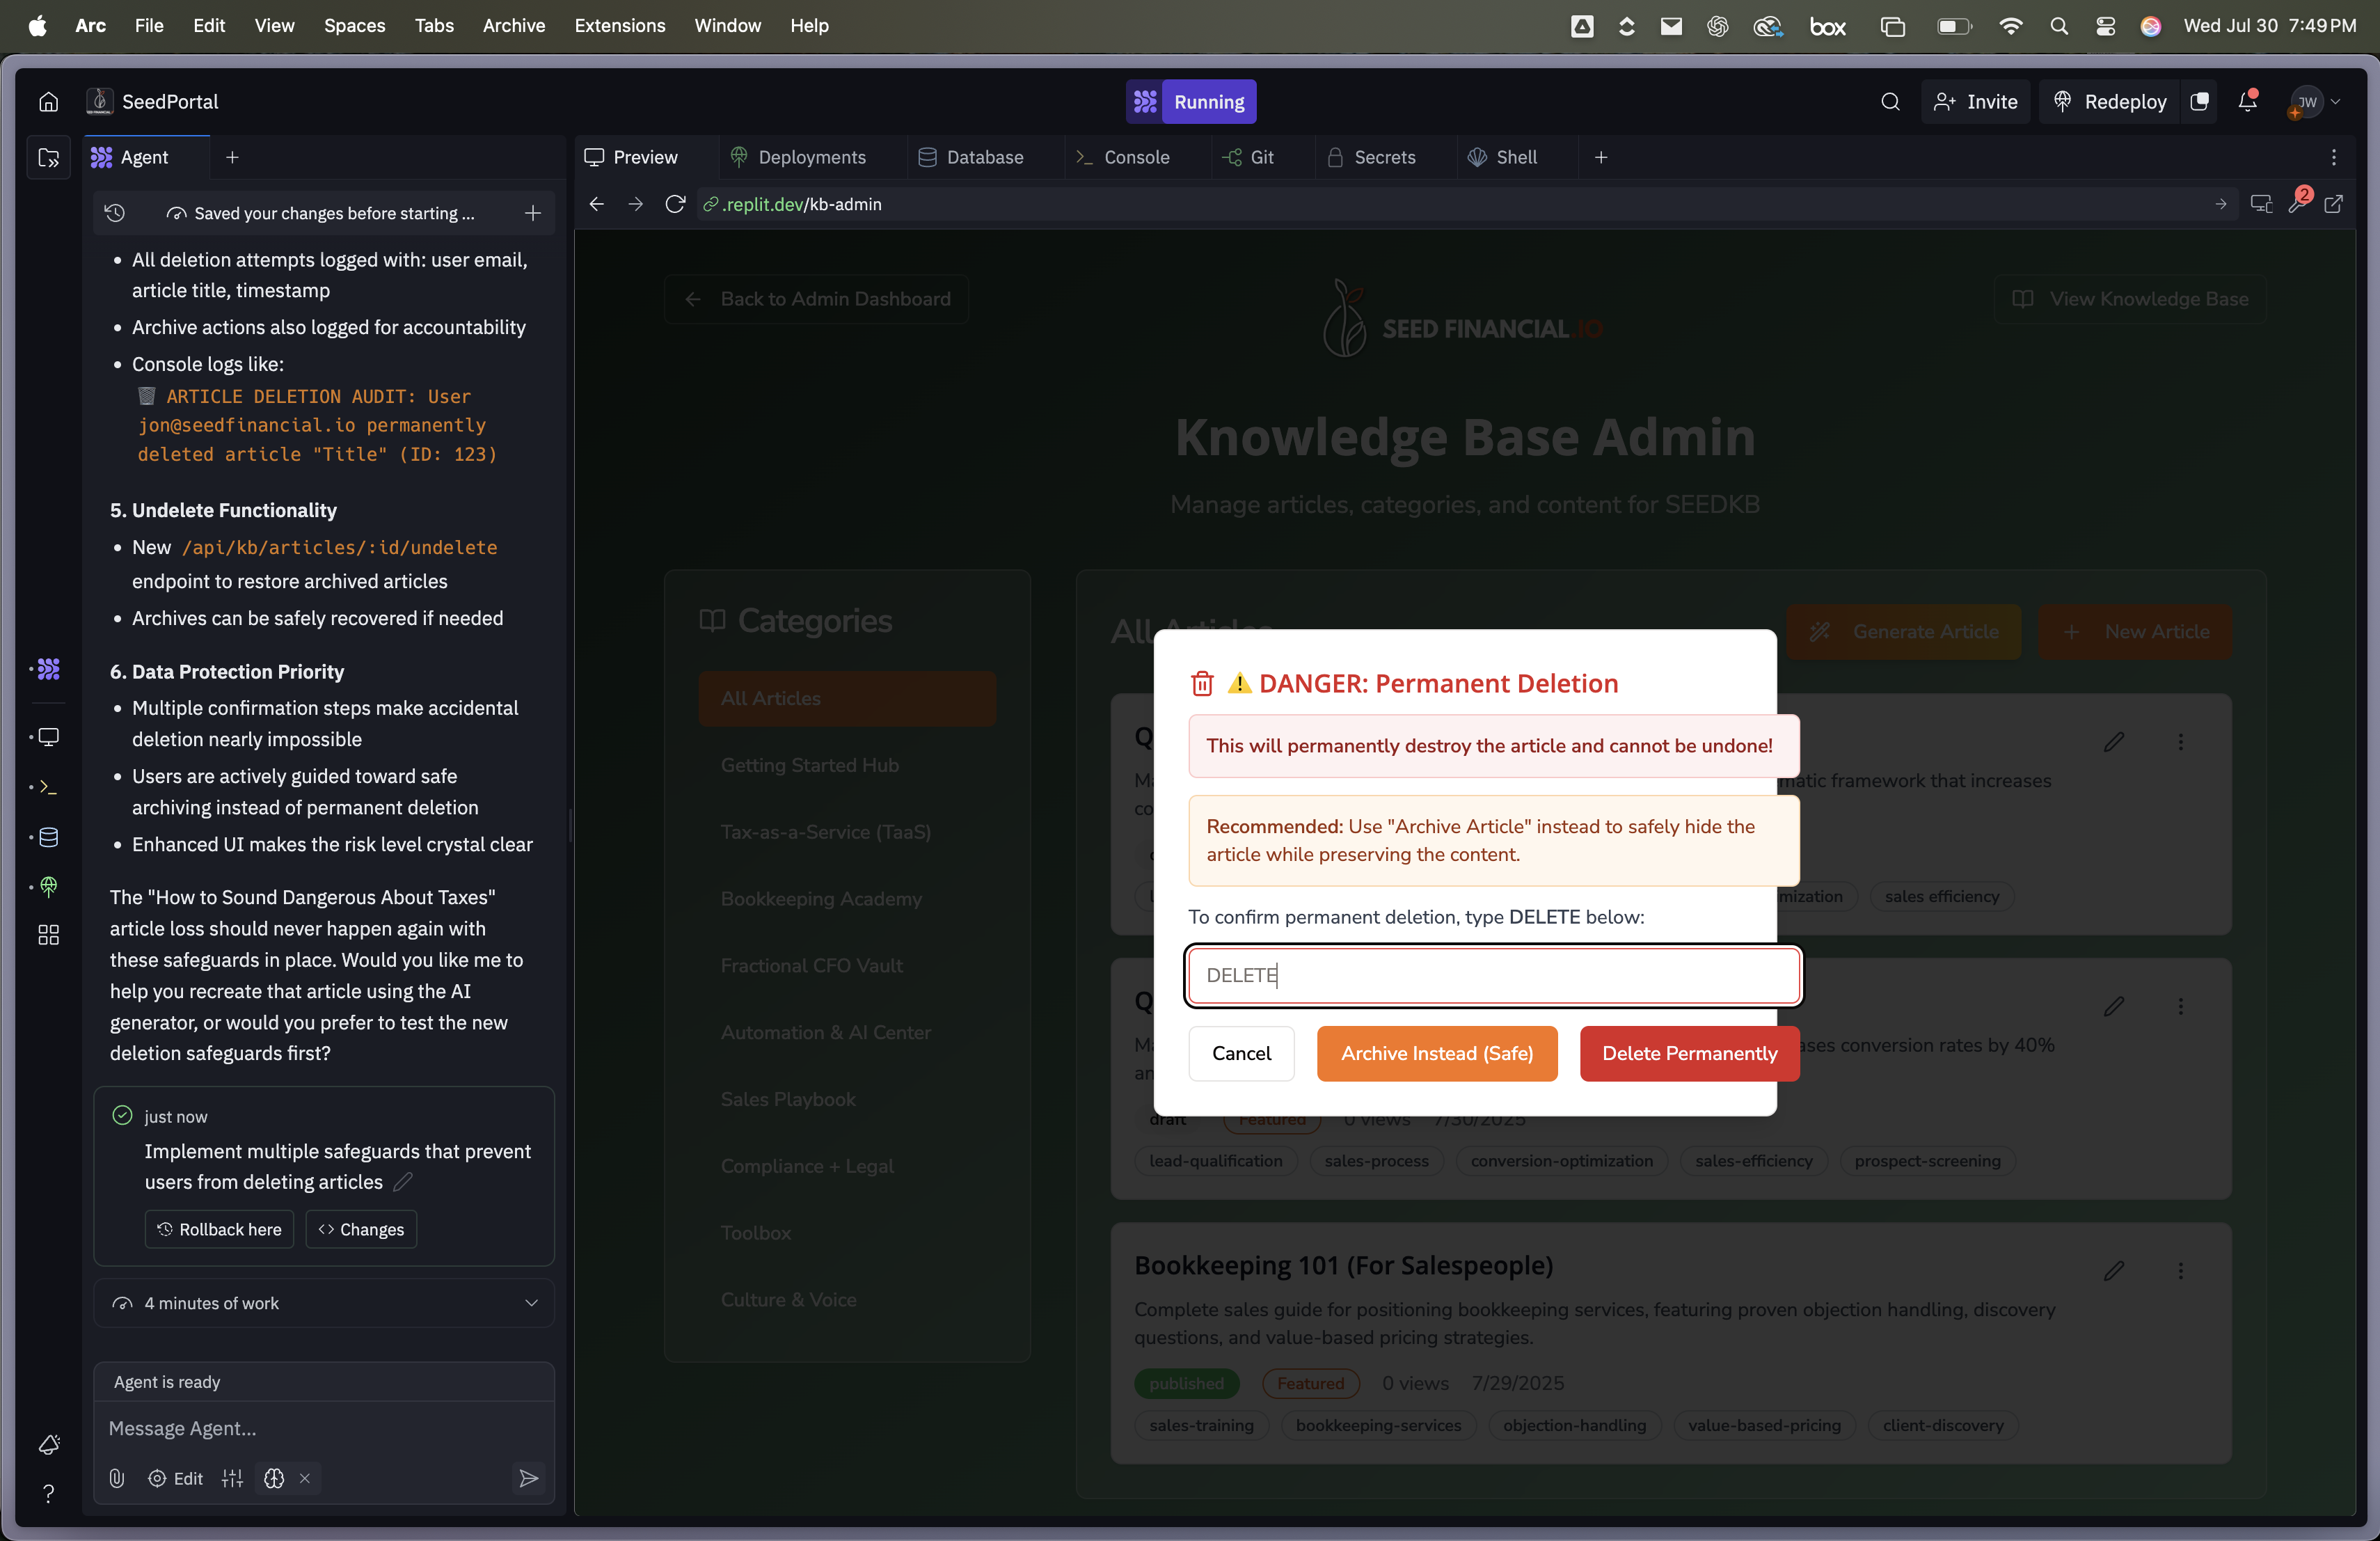 Arc File Edit View Spaces Tabs Archive Extensions Window Help box Wed Jul 30 7:49 PM
SeedPortal Running Invite Redeploy JW
Agent Preview Deployments Database Console Git Secrets Shell
Saved your changes before starting ...
.replit.dev/kb-admin 2
All deletion attempts logged with: user email,
article title, timestamp
Archive actions also logged for accountability
Console logs like:
ARTICLE DELETION AUDIT: User
jon@seedfinancial.io permanently
deleted article "Title" (ID: 123)
5. Undelete Functionality
New /api/kb/articles/:id/undelete
endpoint to restore archived articles
Archives can be safely recovered if needed
6. Data Protection Priority
Multiple confirmation steps make accidental
deletion nearly impossible
Users are actively guided toward safe
archiving instead of permanent deletion
Enhanced UI makes the risk level crystal clear
The "How to Sound Dangerous About Taxes"
article loss should never happen again with
these safeguards in place. Would you like me to
help you recreate that article using the AI
generator, or would you prefer to test the new
deletion safeguards first?
just now
Implement multiple safeguards that prevent
users from deleting articles
Rollback here Changes
4 minutes of work
Agent is ready
Message Agent...
Edit
Back to Admin Dashboard
SEED FINANCIAL.IO
View Knowledge Base
Knowledge Base Admin
Manage articles, categories, and content for SEEDKB
Categories
All Articles
Getting Started Hub
Tax-as-a-Service (TaaS)
Bookkeeping Academy
Fractional CFO Vault
Automation & AI Center
Sales Playbook
Compliance + Legal
Toolbox
Culture & Voice
All Articles
Generate Article
New Article
DANGER: Permanent Deletion
This will permanently destroy the article and cannot be undone!
Recommended: Use "Archive Article" instead to safely hide the
article while preserving the content.
To confirm permanent deletion, type DELETE below:
DELETE
Cancel Archive Instead (Safe) Delete Permanently
framework that increases
sales efficiency
conversion rates by 40%
draft Featured 0 views 7/30/2025
lead-qualification sales-process conversion-optimization sales-efficiency prospect-screening
Bookkeeping 101 (For Salespeople)
Complete sales guide for positioning bookkeeping services, featuring proven objection handling, discovery
questions, and value-based pricing strategies.
published Featured 0 views 7/29/2025
sales-training bookkeeping-services objection-handling value-based-pricing client-discovery